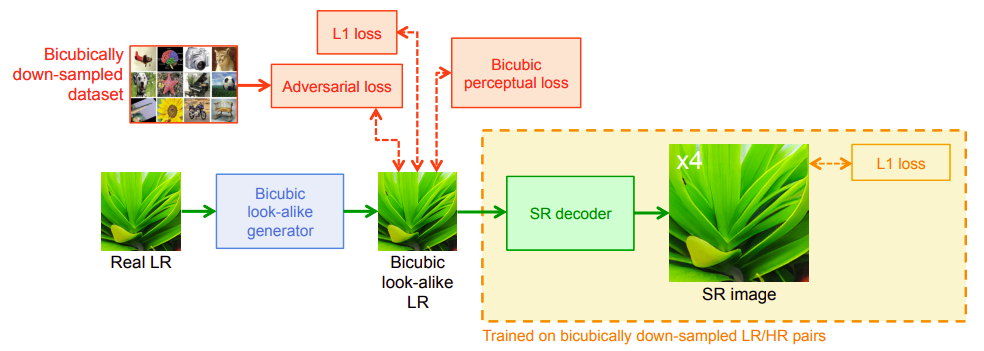 Bicubically
down-sampled
dataset
L1 loss
Adversarial loss
Bicubic
perceptual loss
x4
L1 loss
Bicubic
look-alike
generator
SR decoder
Real LR
Bicubic
look-alike
LR
SR image
Trained on bicubically down-sampled LR/HR pairs